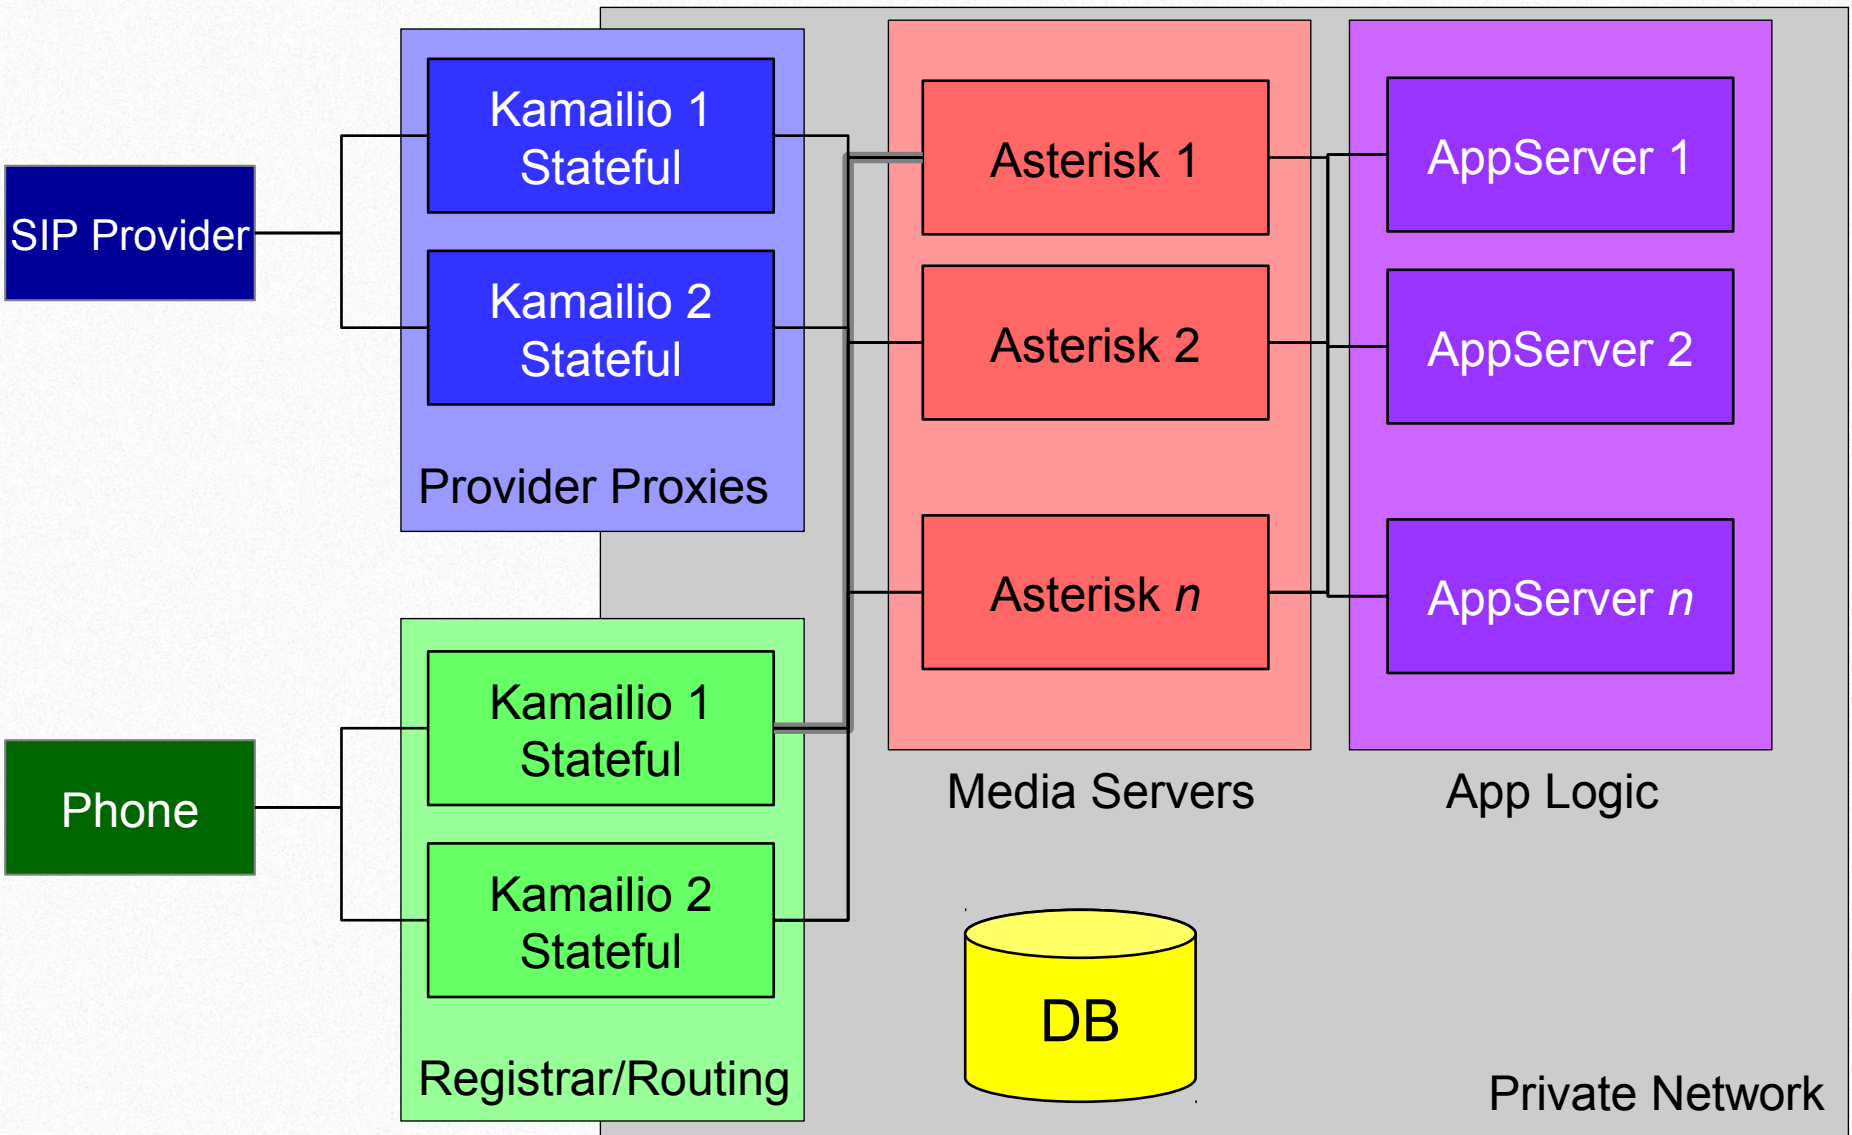 SIP Provider
Kamailio 1
Stateful
Kamailio 2
Stateful
Provider Proxies
Phone
Kamailio 1
Stateful
Kamailio 2
Stateful
Registrar/Routing
Asterisk 1
Asterisk 2
Asterisk n
Media Servers
AppServer 1
AppServer 2
AppServer n
App Logic
DB
Private Network